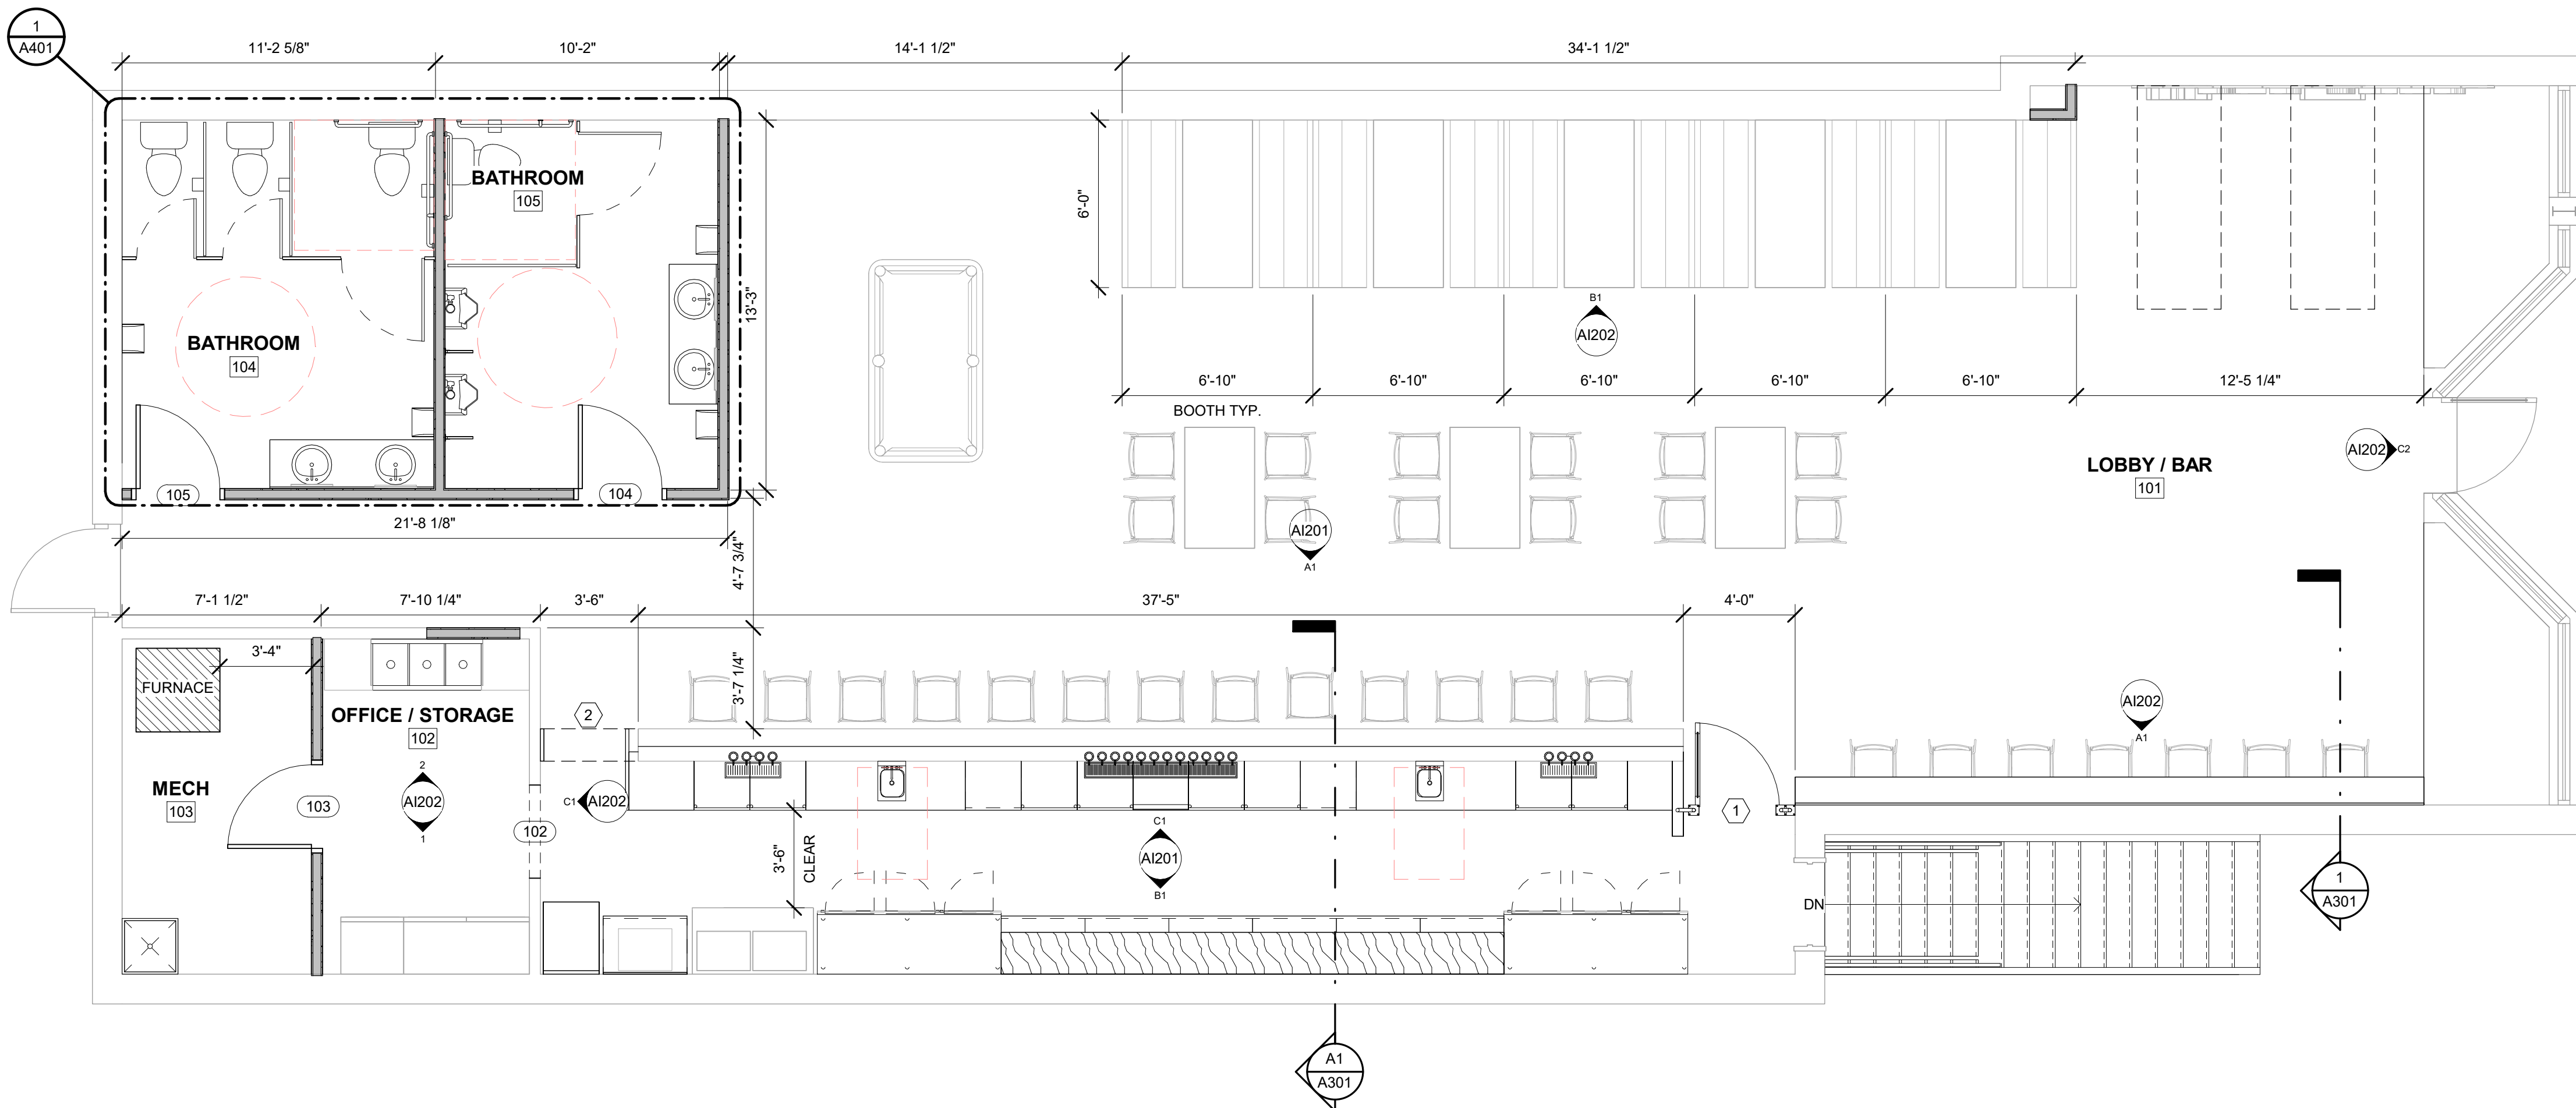 1
A401
11'-2 5/8"
10'-2"
14'-1 1/2"
34'-1 1/2"
BATHROOM
105
6'-0"
13'-3"
BATHROOM
104
B1
AI202
6'-10"
6'-10"
6'-10"
6'-10"
6'-10"
12'-5 1/4"
BOOTH TYP.
AI202
C2
LOBBY / BAR
101
105
104
21'-8 1/8"
AI201
A1
4'-7 3/4"
7'-1 1/2"
7'-10 1/4"
3'-6"
37'-5"
4'-0"
3'-4"
FURNACE
3'-7 1/4"
OFFICE / STORAGE
102
2
AI202
A1
MECH
103
103
2
AI202
1
C1
AI202
102
1
3'-6"
CLEAR
C1
AI201
B1
DN
1
A301
A1
A301